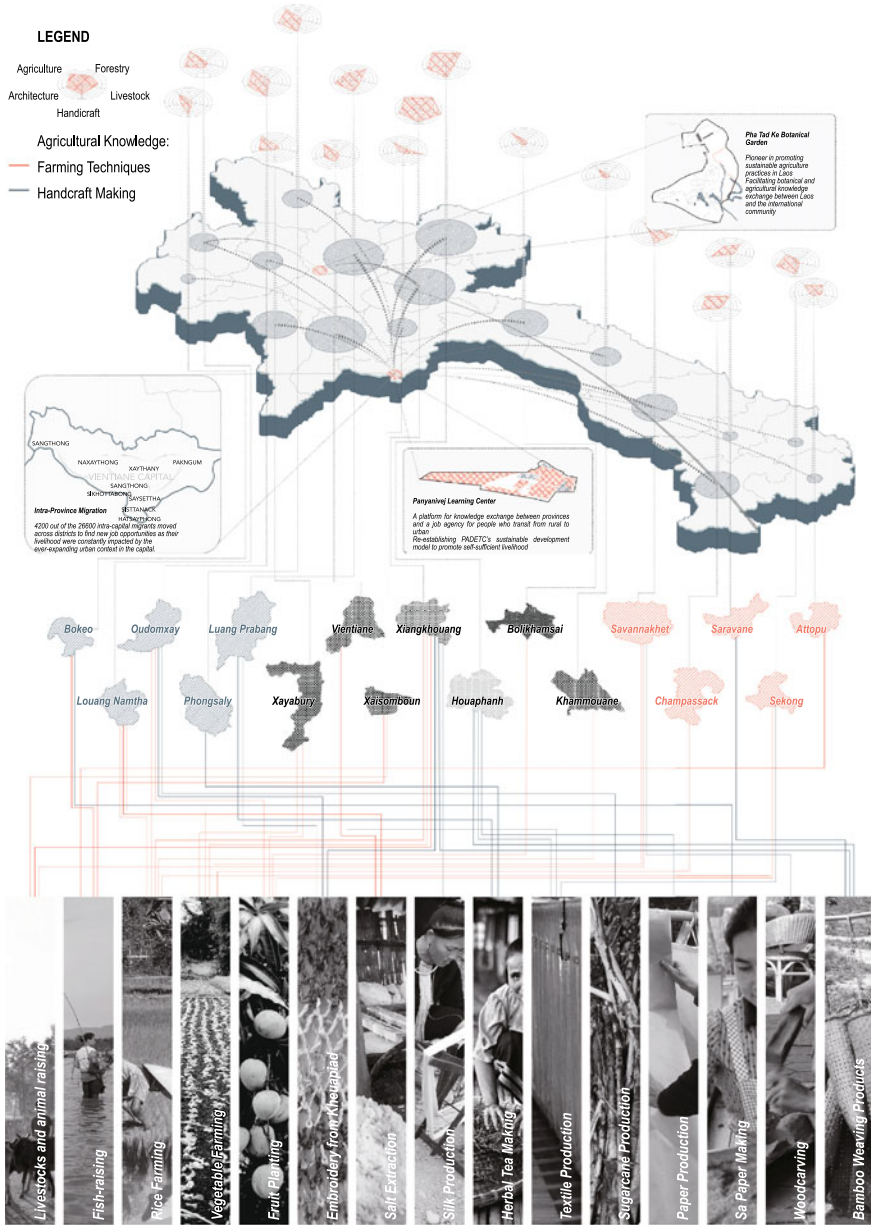 LEGEND
Agriculture
Forestry
Architecture
Livestock
Handicraft
Agricultural Knowledge:
Farming Techniques
Handcraft Making
Pha Tad Ke Botanical
Garden
Pioneer in promoting
sustainable agriculture
practices in Laos
Facilitating botanical and
agricultural knowledge
exchange between Laos
and the international
community
SANGTHONG
NAXAYTHONG
XAYTHANY
PAKNGUM
VIENTIANE CAPITAL
SANGTHONG
SIKHOTTABONG
SAYSETTHA
SISTTANACK
HATSAYPHONG
Intra-Province Migration
4200 out of the 26600 intra-capital migrants moved
across districts to find new job opportunities as their
livelihood were constantly impacted by the
ever-expanding urban context in the capital.
Panyanivej Learning Center
A platform for knowledge exchange between provinces
and a job agency for people who transit from rural to
urban
Re-establishing PADETC's sustainable development
model to promote self-sufficient livelihood
Bokeo
Oudomxay
Luang Prabang
Vientiane
Xiangkhouang
Bolikhamsai
Savannakhet
Saravane
Attopu
Louang Namtha
Phongsaly
Xayabury
Xaisomboun
Houaphanh
Khammouane
Champassack
Sekong
Livestocks and animal raising
Fish-raising
Rice Farming
Vegetable Farming
Fruit Planting
Embroidery from Kheuapiad
Salt Extraction
Silk Production
Herbal Tea Maknig
Textile Production
Sugarcane Production
Paper Production
Sa Paper Making
Woodcarving
Bamboo Weaving Products